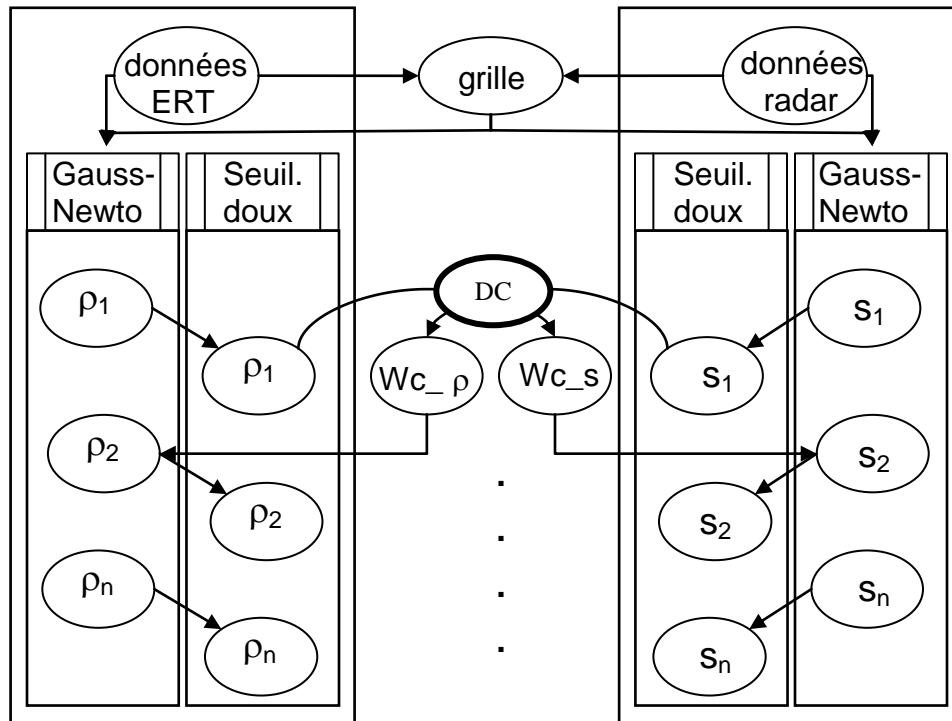 données
ERT
grille
données
radar
Gauss-
Newto
Seuil.
doux
Seuil.
doux
Gauss-
Newto
ρ1
DC
s1
ρ1
Wc_ ρ
Wc_s
s1
ρ2
s2
ρ2
s2
ρn
sn
ρn
sn